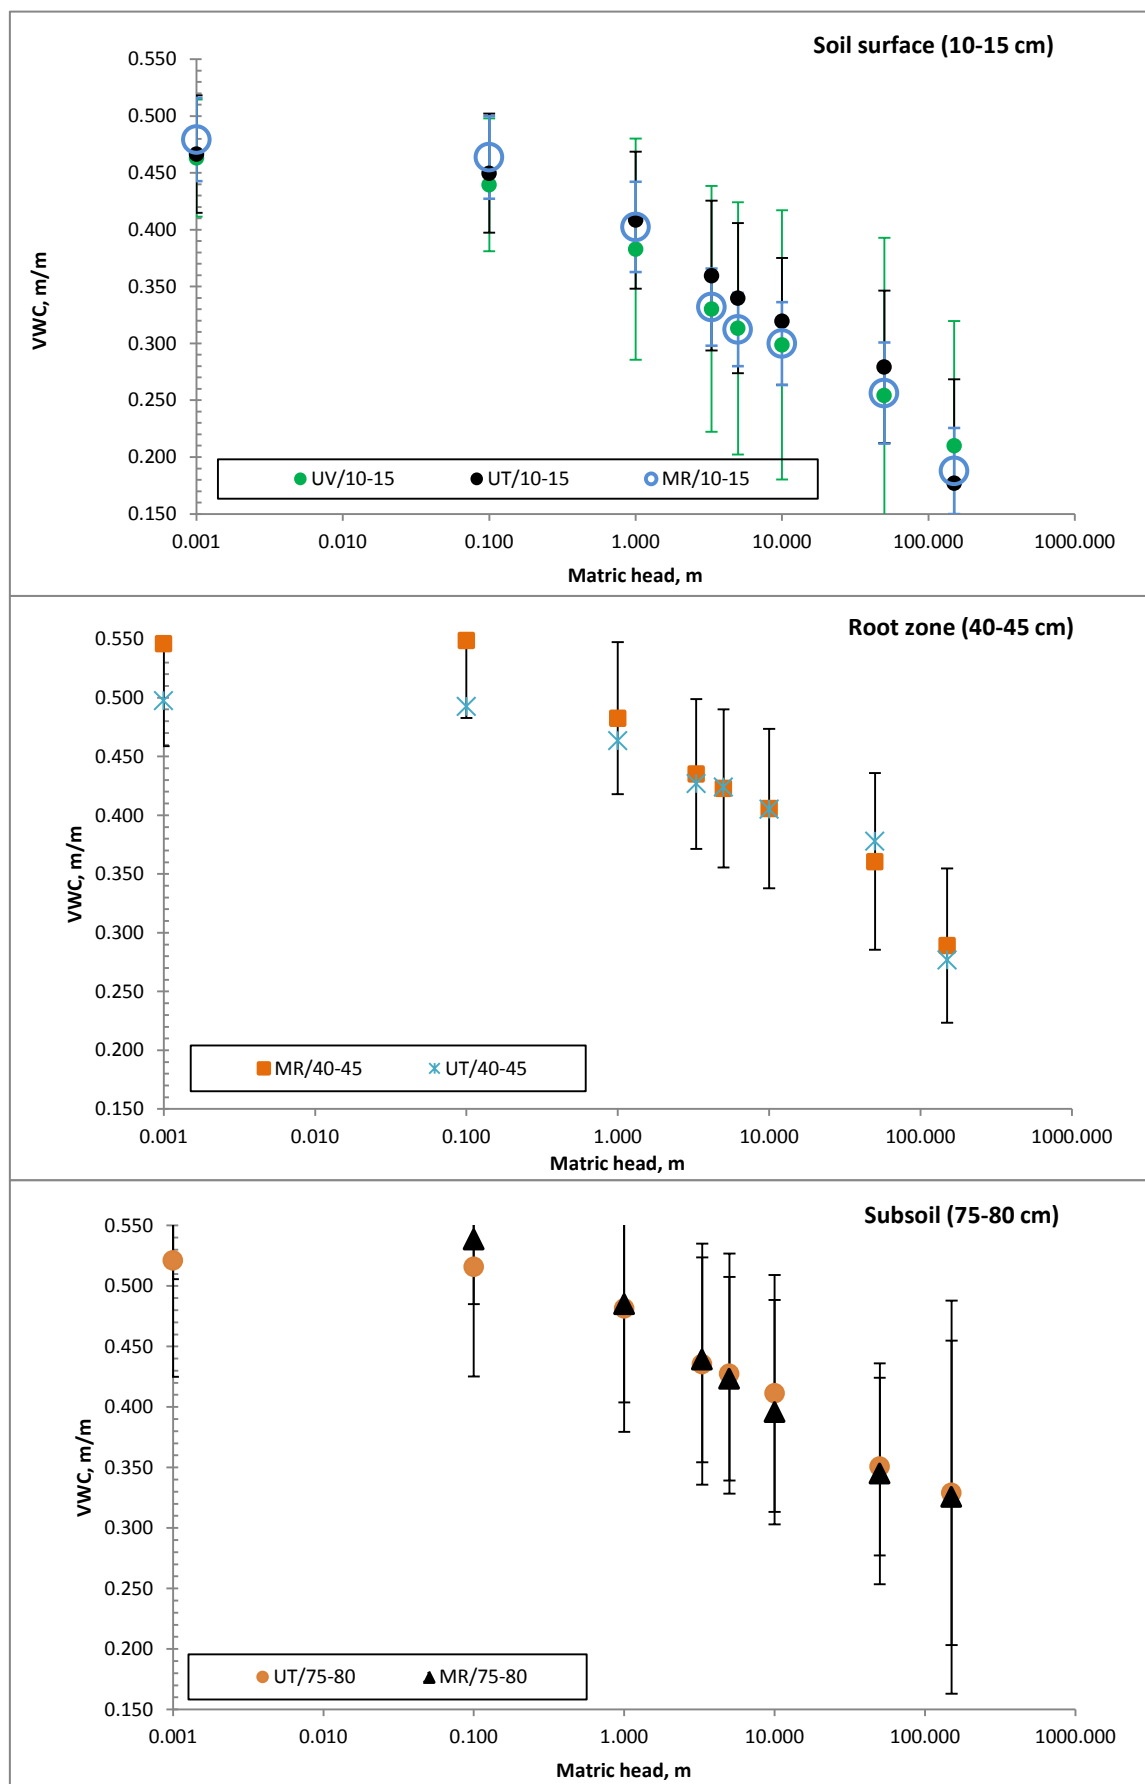 Soil surface (10-15 cm)
0.550
0.500
0.450
0.400
0.350
0.300
0.250
0.200
0.150
VWC, m/m
UV/10-15 UT/10-15 MR/10-15
0.001 0.010 0.100 1.000 10.000 100.000 1000.000
Matric head, m
Root zone (40-45 cm)
0.550
0.500
0.450
0.400
0.350
0.300
0.250
0.200
0.150
VWC, m/m
MR/40-45 UT/40-45
0.001 0.010 0.100 1.000 10.000 100.000 1000.000
Matric head, m
Subsoil (75-80 cm)
0.550
0.500
0.450
0.400
0.350
0.300
0.250
0.200
0.150
VWC, m/m
UT/75-80 MR/75-80
0.001 0.010 0.100 1.000 10.000 100.000 1000.000
Matric head, m